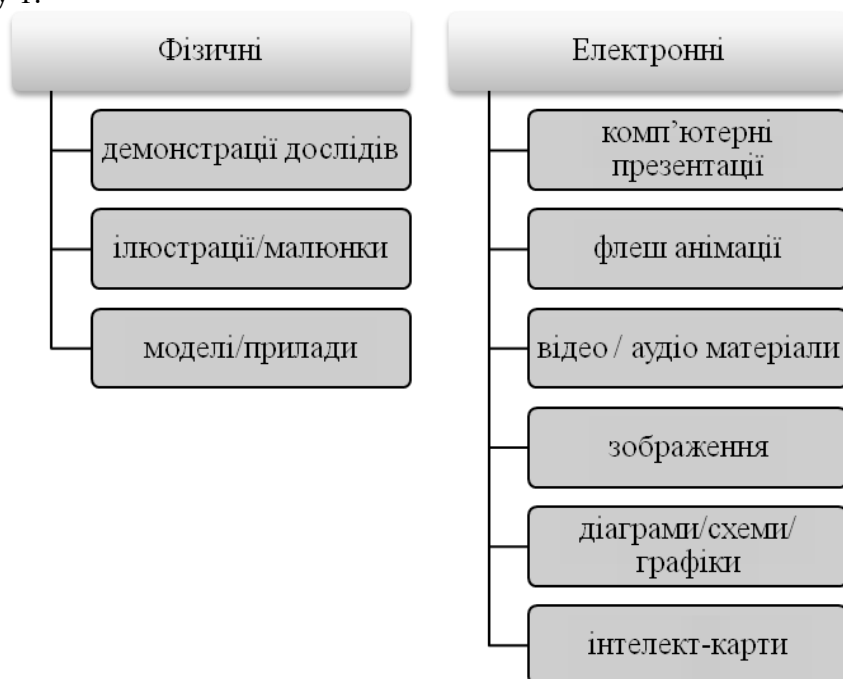 Фізичні
демонстрації дослідів
ілюстрації/малюнки
моделі/прилади
Електронні
комп’ютерні
презентації
флеш анімації
відео / аудіо матеріали
зображення
діаграми/схеми/
графіки
інтелект-карти